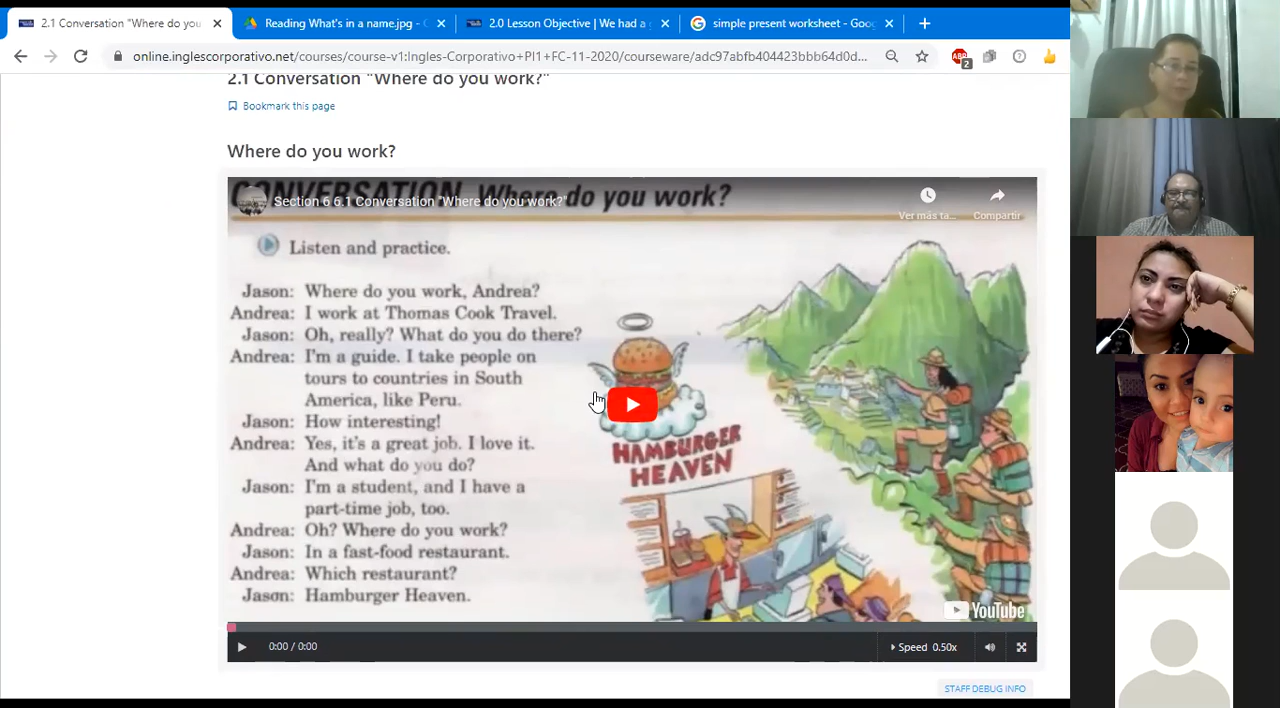 2.1 Conversation "Where do you
Reading What's in a name.jpg - G
2.0 Lesson Objective | We had a g
simple present worksheet - Goog
online.inglescorporativo.net/courses/course-v1:Ingles-Corporativo+PI1+FC-11-2020/courseware/adc97abfb404423bbb64d0d...
2
2.1 Conversation "Where do you work?"
Bookmark this page
Where do you work?
CONVERSATION Where do you work?
Section 6 6.1 Conversation "Where do you work?"
Ver más ta...
Compartir
Listen and practice.
Jason: Where do you work, Andrea?
Andrea: I work at Thomas Cook Travel.
Jason: Oh, really? What do you do there?
Andrea: I'm a guide. I take people on
tours to countries in South
America, like Peru.
Jason: How interesting!
Andrea: Yes, it's a great job. I love it.
And what do you do?
Jason: I'm a student, and I have a
part-time job, too.
Andrea: Oh? Where do you work?
Jason: In a fast-food restaurant.
Andrea: Which restaurant?
Jason: Hamburger Heaven.
HAMBURGER
HEAVEN
YouTube
0:00 / 0:00
Speed 0.50x
STAFF DEBUG INFO